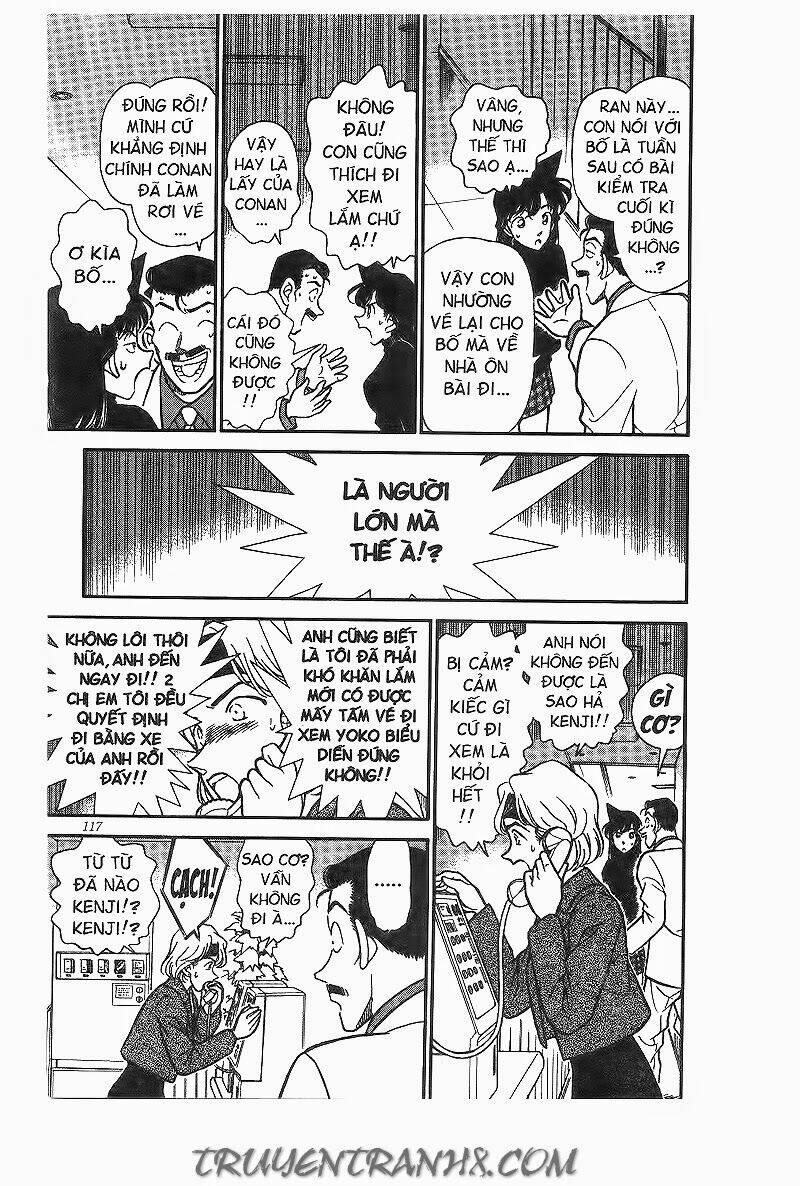 RAN NÀY...
CON NÓI VỚI
BỐ LÀ TUẦN
SAU CÓ BÀI
KIỂM TRA
CUỐI KÌ
ĐÚNG
KHÔNG
...?
VÂNG,
NHƯNG
THẾ THÌ
SAO Ạ...
VẬY CON
NHƯỜNG
VÉ LẠI CHO
BỐ MÀ VỀ
NHÀ ÔN
BÀI ĐI...
KHÔNG
ĐÂU!
CON CŨNG
THÍCH ĐI
XEM
LẮM CHỨ
Ạ!!
VẬY
HAY LÀ
LẤY CỦA
CONAN...
CÁI ĐÓ
CŨNG
KHÔNG
ĐƯỢC
!!
ĐÚNG RỒI!
MÌNH CỨ
KHẲNG ĐỊNH
CHÍNH CONAN
ĐÃ LÀM
RƠI VÉ
...
Ơ KÌA
BỐ...
LÀ NGƯỜI
LỚN MÀ
THẾ À!?
GÌ
CƠ?
ANH NÓI
KHÔNG ĐẾN
ĐƯỢC LÀ
SAO HẢ
KENJI!!
BỊ CẢM?
CẢM
KIẾC GÌ
CỨ ĐI
XEM LÀ
KHỎI
HẾT
!!
ANH CŨNG BIẾT
LÀ TÔI ĐÃ PHẢI
KHÓ KHĂN LẮM
MỚI CÓ ĐƯỢC
MẤY TẤM VÉ ĐI
XEM YOKO BIỂU
DIỄN ĐÚNG
KHÔNG!!
KHÔNG LÔI THÔI
NỮA, ANH ĐẾN
NGAY ĐI!! 2
CHỊ EM TÔI ĐỀU
QUYẾT ĐỊNH
ĐI BẰNG XE
CỦA ANH RỒI
ĐẤY!!
117
.....
SAO CƠ?
VẪN
KHÔNG
ĐI À...
CẠCH!
TỪ TỪ
ĐÃ NÀO
KENJI!?
KENJI!?
TRUYENTRANH8.COM